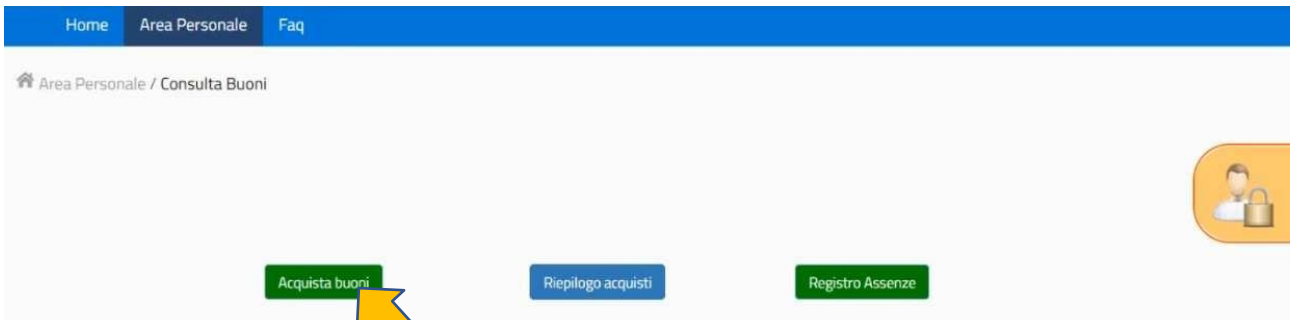 Home Area Personale Faq
Area Personale / Consulta Buoni
Acquista buoni Riepilogo acquisti Registro Assenze